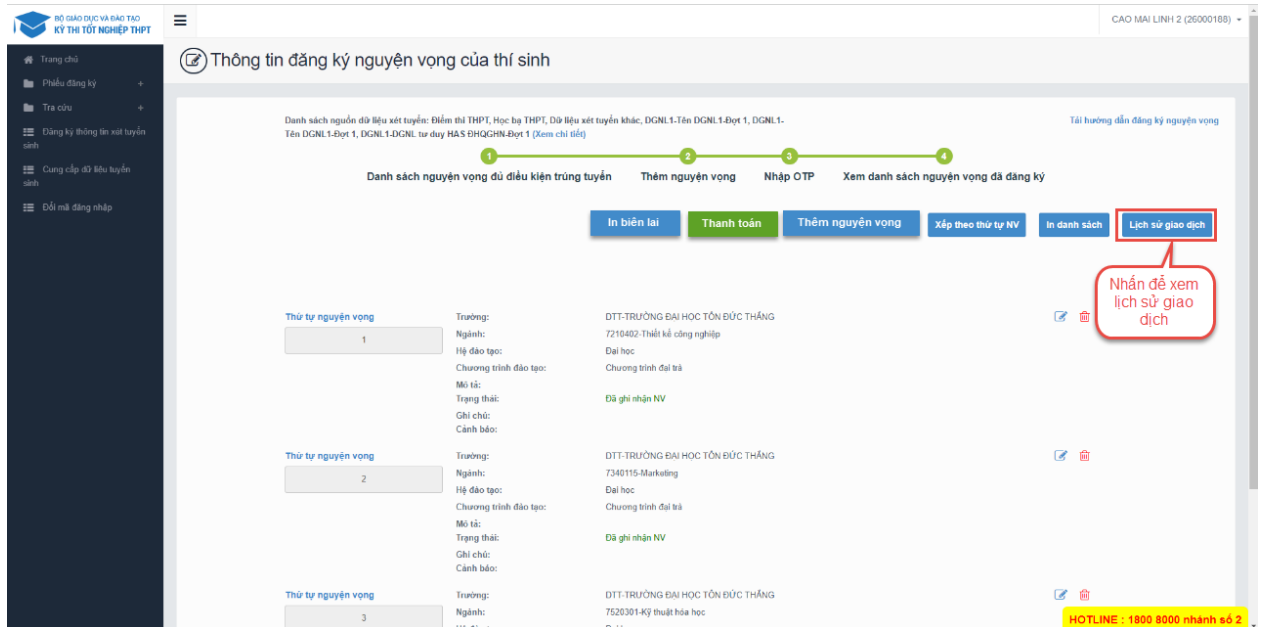 BỘ GIÁO DỤC VÀ ĐÀO TẠO
KỲ THI TỐT NGHIỆP THPT
CAO MAI LINH 2 (26000188)
Trang chủ
Phiếu đăng ký +
Tra cứu +
Đăng ký thông tin xét tuyển
sinh
Cung cấp dữ liệu tuyển
sinh
Đổi mã đăng nhập
Thông tin đăng ký nguyện vọng của thí sinh
Danh sách nguồn dữ liệu xét tuyển: Điểm thi THPT, Học bạ THPT, Dữ liệu xét tuyển khác, DGNL1-Tên DGNL1-Đợt 1, DGNL1-
Tên DGNL1-Đợt 1, DGNL1-DGNL tư duy HAS ĐHQGHN-Đợt 1 (Xem chi tiết)
Tải hướng dẫn đăng ký nguyện vọng
1 2 3 4
Danh sách nguyện vọng đủ điều kiện trúng tuyển Thêm nguyện vọng Nhập OTP Xem danh sách nguyện vọng đã đăng ký
In biên lai Thanh toán Thêm nguyện vọng Xếp theo thứ tự NV In danh sách Lịch sử giao dịch
Nhấn để xem
lịch sử giao
dịch
Thứ tự nguyện vọng
1
Trường: DTT-TRƯỜNG ĐẠI HỌC TÔN ĐỨC THẮNG
Ngành: 7210402-Thiết kế công nghiệp
Hệ đào tạo: Đại học
Chương trình đào tạo: Chương trình đại trà
Mô tả:
Trạng thái: Đã ghi nhận NV
Ghi chú:
Cảnh báo:
Thứ tự nguyện vọng
2
Trường: DTT-TRƯỜNG ĐẠI HỌC TÔN ĐỨC THẮNG
Ngành: 7340115-Marketing
Hệ đào tạo: Đại học
Chương trình đào tạo: Chương trình đại trà
Mô tả:
Trạng thái: Đã ghi nhận NV
Ghi chú:
Cảnh báo:
Thứ tự nguyện vọng
3
Trường: DTT-TRƯỜNG ĐẠI HỌC TÔN ĐỨC THẮNG
Ngành: 7520301-Kỹ thuật hóa học
HOTLINE : 1800 8000 nhánh số 2